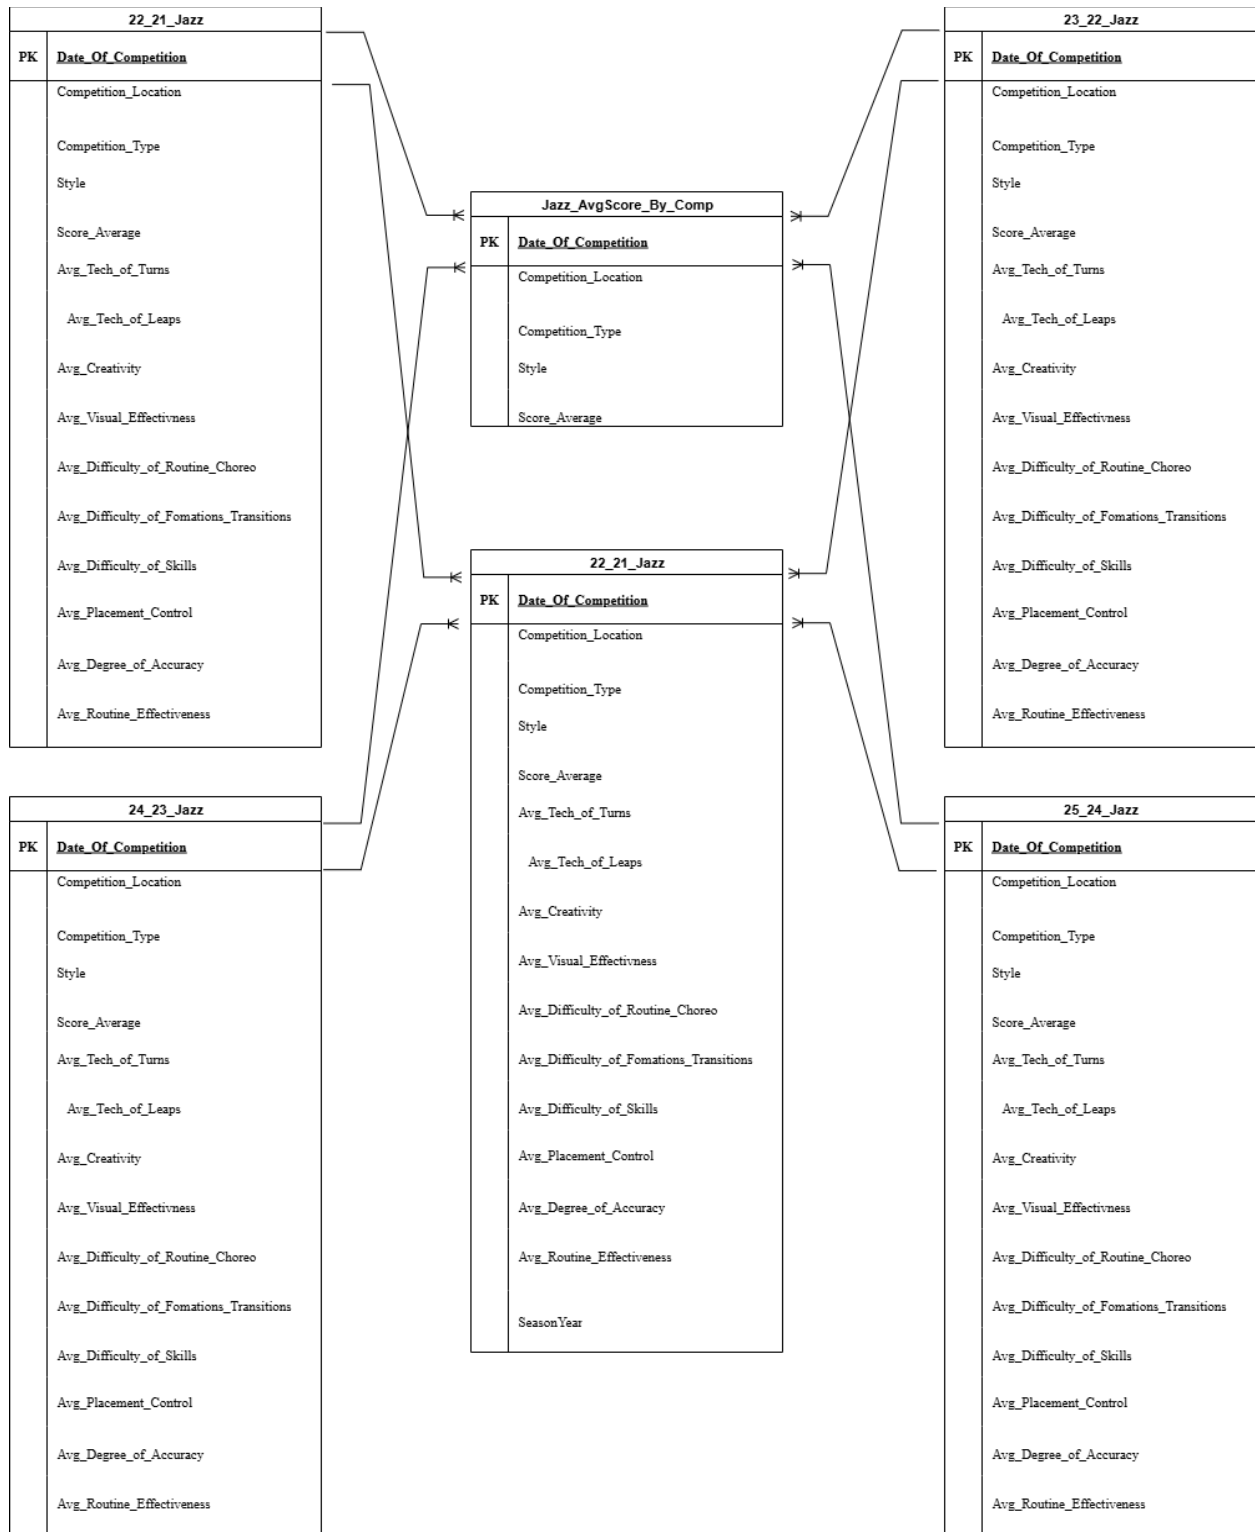 22_21_Jazz
PK Date_Of_Competition
Competition_Location
Competition_Type
Style
Score_Average
Avg_Tech_of_Turns
Avg_Tech_of_Leaps
Avg_Creativity
Avg_Visual_Effectivness
Avg_Difficulty_of_Routine_Choreo
Avg_Difficulty_of_Fomations_Transitions
Avg_Difficulty_of_Skills
Avg_Placement_Control
Avg_Degree_of_Accuracy
Avg_Routine_Effectiveness
24_23_Jazz
PK Date_Of_Competition
Competition_Location
Competition_Type
Style
Score_Average
Avg_Tech_of_Turns
Avg_Tech_of_Leaps
Avg_Creativity
Avg_Visual_Effectivness
Avg_Difficulty_of_Routine_Choreo
Avg_Difficulty_of_Fomations_Transitions
Avg_Difficulty_of_Skills
Avg_Placement_Control
Avg_Degree_of_Accuracy
Avg_Routine_Effectiveness
Jazz_AvgScore_By_Comp
PK Date_Of_Competition
Competition_Location
Competition_Type
Style
Score_Average
22_21_Jazz
PK Date_Of_Competition
Competition_Location
Competition_Type
Style
Score_Average
Avg_Tech_of_Turns
Avg_Tech_of_Leaps
Avg_Creativity
Avg_Visual_Effectivness
Avg_Difficulty_of_Routine_Choreo
Avg_Difficulty_of_Fomations_Transitions
Avg_Difficulty_of_Skills
Avg_Placement_Control
Avg_Degree_of_Accuracy
Avg_Routine_Effectiveness
SeasonYear
23_22_Jazz
PK Date_Of_Competition
Competition_Location
Competition_Type
Style
Score_Average
Avg_Tech_of_Turns
Avg_Tech_of_Leaps
Avg_Creativity
Avg_Visual_Effectivness
Avg_Difficulty_of_Routine_Choreo
Avg_Difficulty_of_Fomations_Transitions
Avg_Difficulty_of_Skills
Avg_Placement_Control
Avg_Degree_of_Accuracy
Avg_Routine_Effectiveness
25_24_Jazz
PK Date_Of_Competition
Competition_Location
Competition_Type
Style
Score_Average
Avg_Tech_of_Turns
Avg_Tech_of_Leaps
Avg_Creativity
Avg_Visual_Effectivness
Avg_Difficulty_of_Routine_Choreo
Avg_Difficulty_of_Fomations_Transitions
Avg_Difficulty_of_Skills
Avg_Placement_Control
Avg_Degree_of_Accuracy
Avg_Routine_Effectiveness